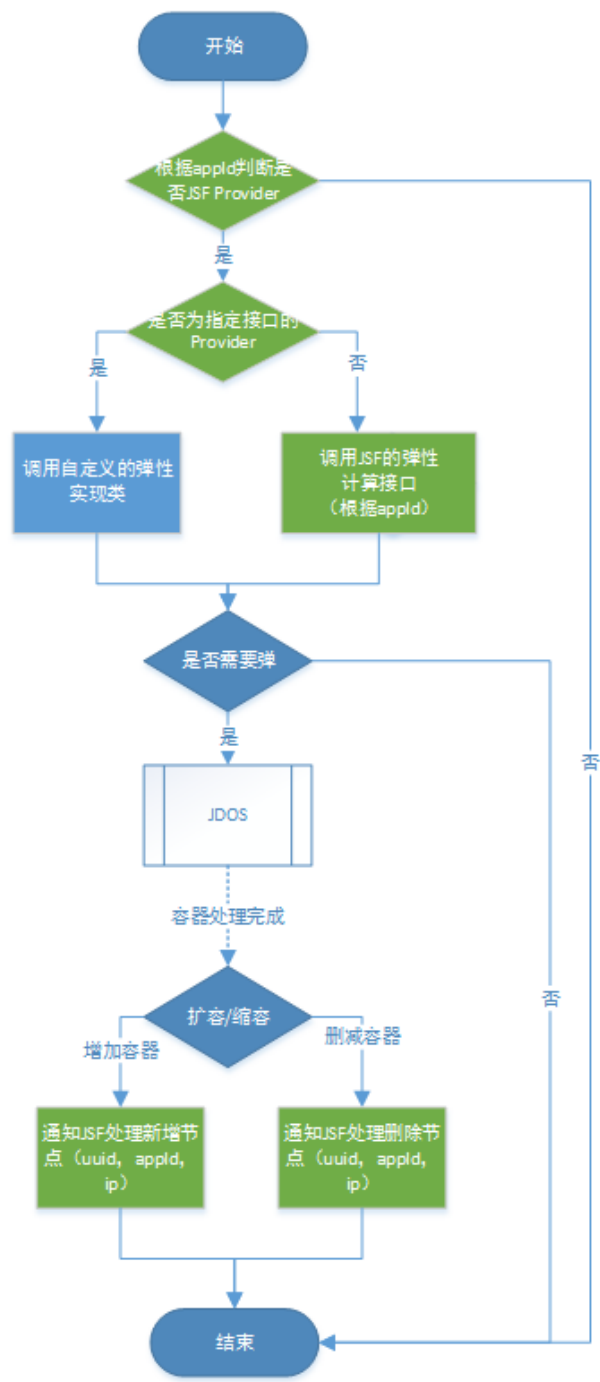 开始
根据appId判断是
否JSF Provider
是
是否为指定接口的
Provider
是
否
调用自定义的弹性
实现类
调用JSF的弹性
计算接口
（根据appId）
是否需要弹
是
否
JDOS
容器处理完成
否
扩容/缩容
增加容器
删减容器
通知JSF处理新增节
点（uuid，appId，
ip）
通知JSF处理删除节
点（uuid，appId，
ip）
结束